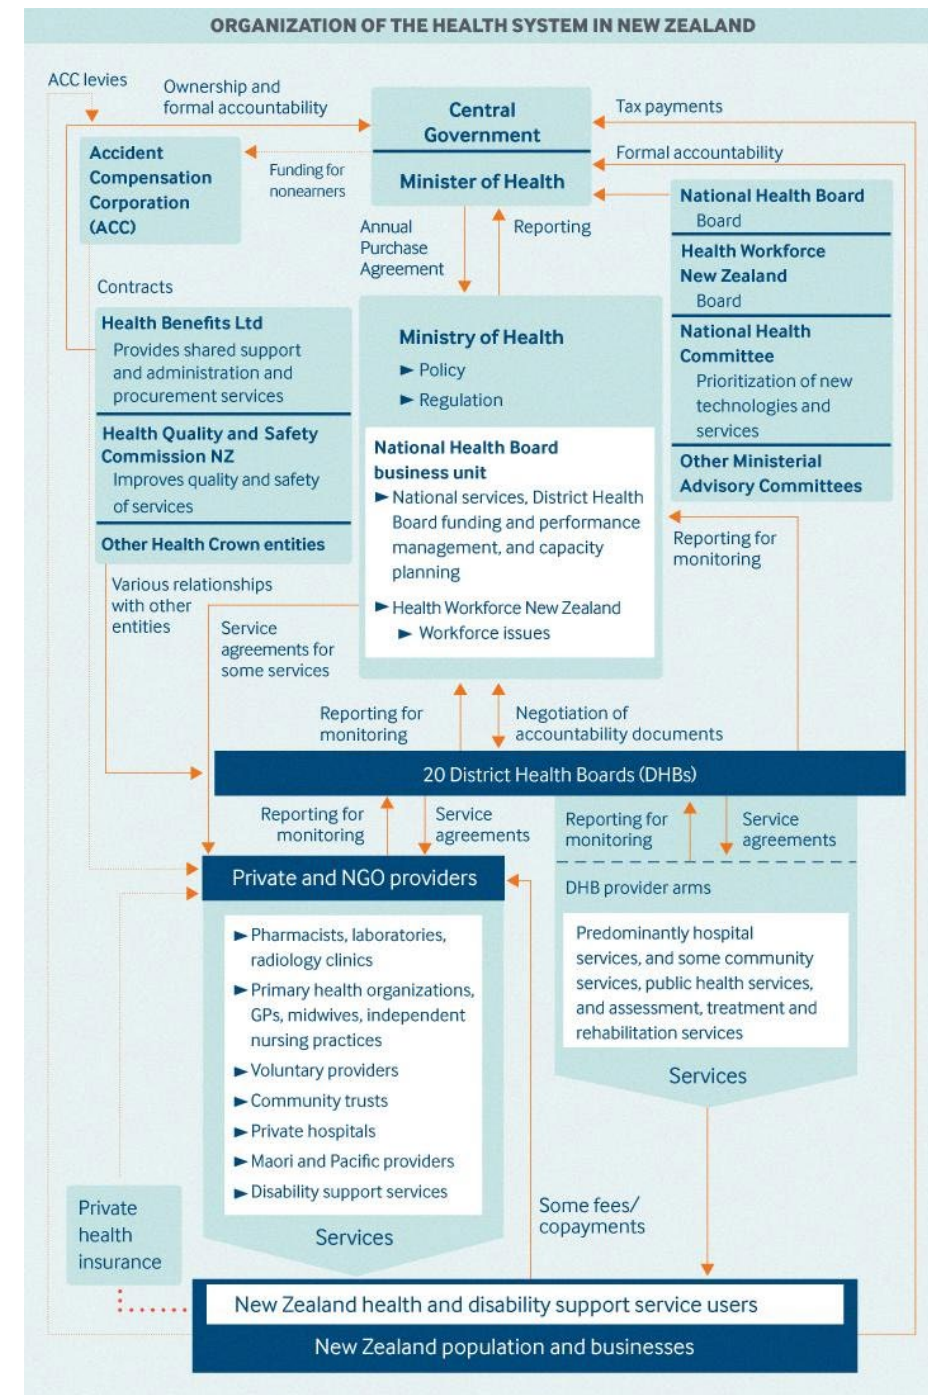 ORGANIZATION OF THE HEALTH SYSTEM IN NEW ZEALAND
ACC levies
Ownership and
formal accountability
Central
Government
Minister of Health
Tax payments
Formal accountability
Accident
Compensation
Corporation
(ACC)
Funding for
nonearners
Annual
Purchase
Agreement
Reporting
National Health Board
Board
Health Workforce
New Zealand
Board
National Health
Committee
Prioritization of new
technologies and
services
Other Ministerial
Advisory Committees
Contracts
Health Benefits Ltd
Provides shared support
and administration and
procurement services
Health Quality and Safety
Commission NZ
Improves quality and safety
of services
Other Health Crown entities
Ministry of Health
► Policy
► Regulation
National Health Board
business unit
► National services, District Health
Board funding and performance
management, and capacity
planning
► Health Workforce New Zealand
► Workforce issues
Reporting for
monitoring
Various relationships
with other
entities
Service
agreements for
some services
Reporting for
monitoring
Negotiation of
accountability documents
20 District Health Boards (DHBs)
Reporting for
monitoring
Service
agreements
Reporting for
monitoring
Service
agreements
Private and NGO providers
► Pharmacists, laboratories,
radiology clinics
► Primary health organizations,
GPs, midwives, independent
nursing practices
► Voluntary providers
► Community trusts
► Private hospitals
► Maori and Pacific providers
► Disability support services
Services
DHB provider arms
Predominantly hospital
services, and some community
services, public health services,
and assessment, treatment and
rehabilitation services
Services
Private
health
insurance
Some fees/
copayments
New Zealand health and disability support service users
New Zealand population and businesses